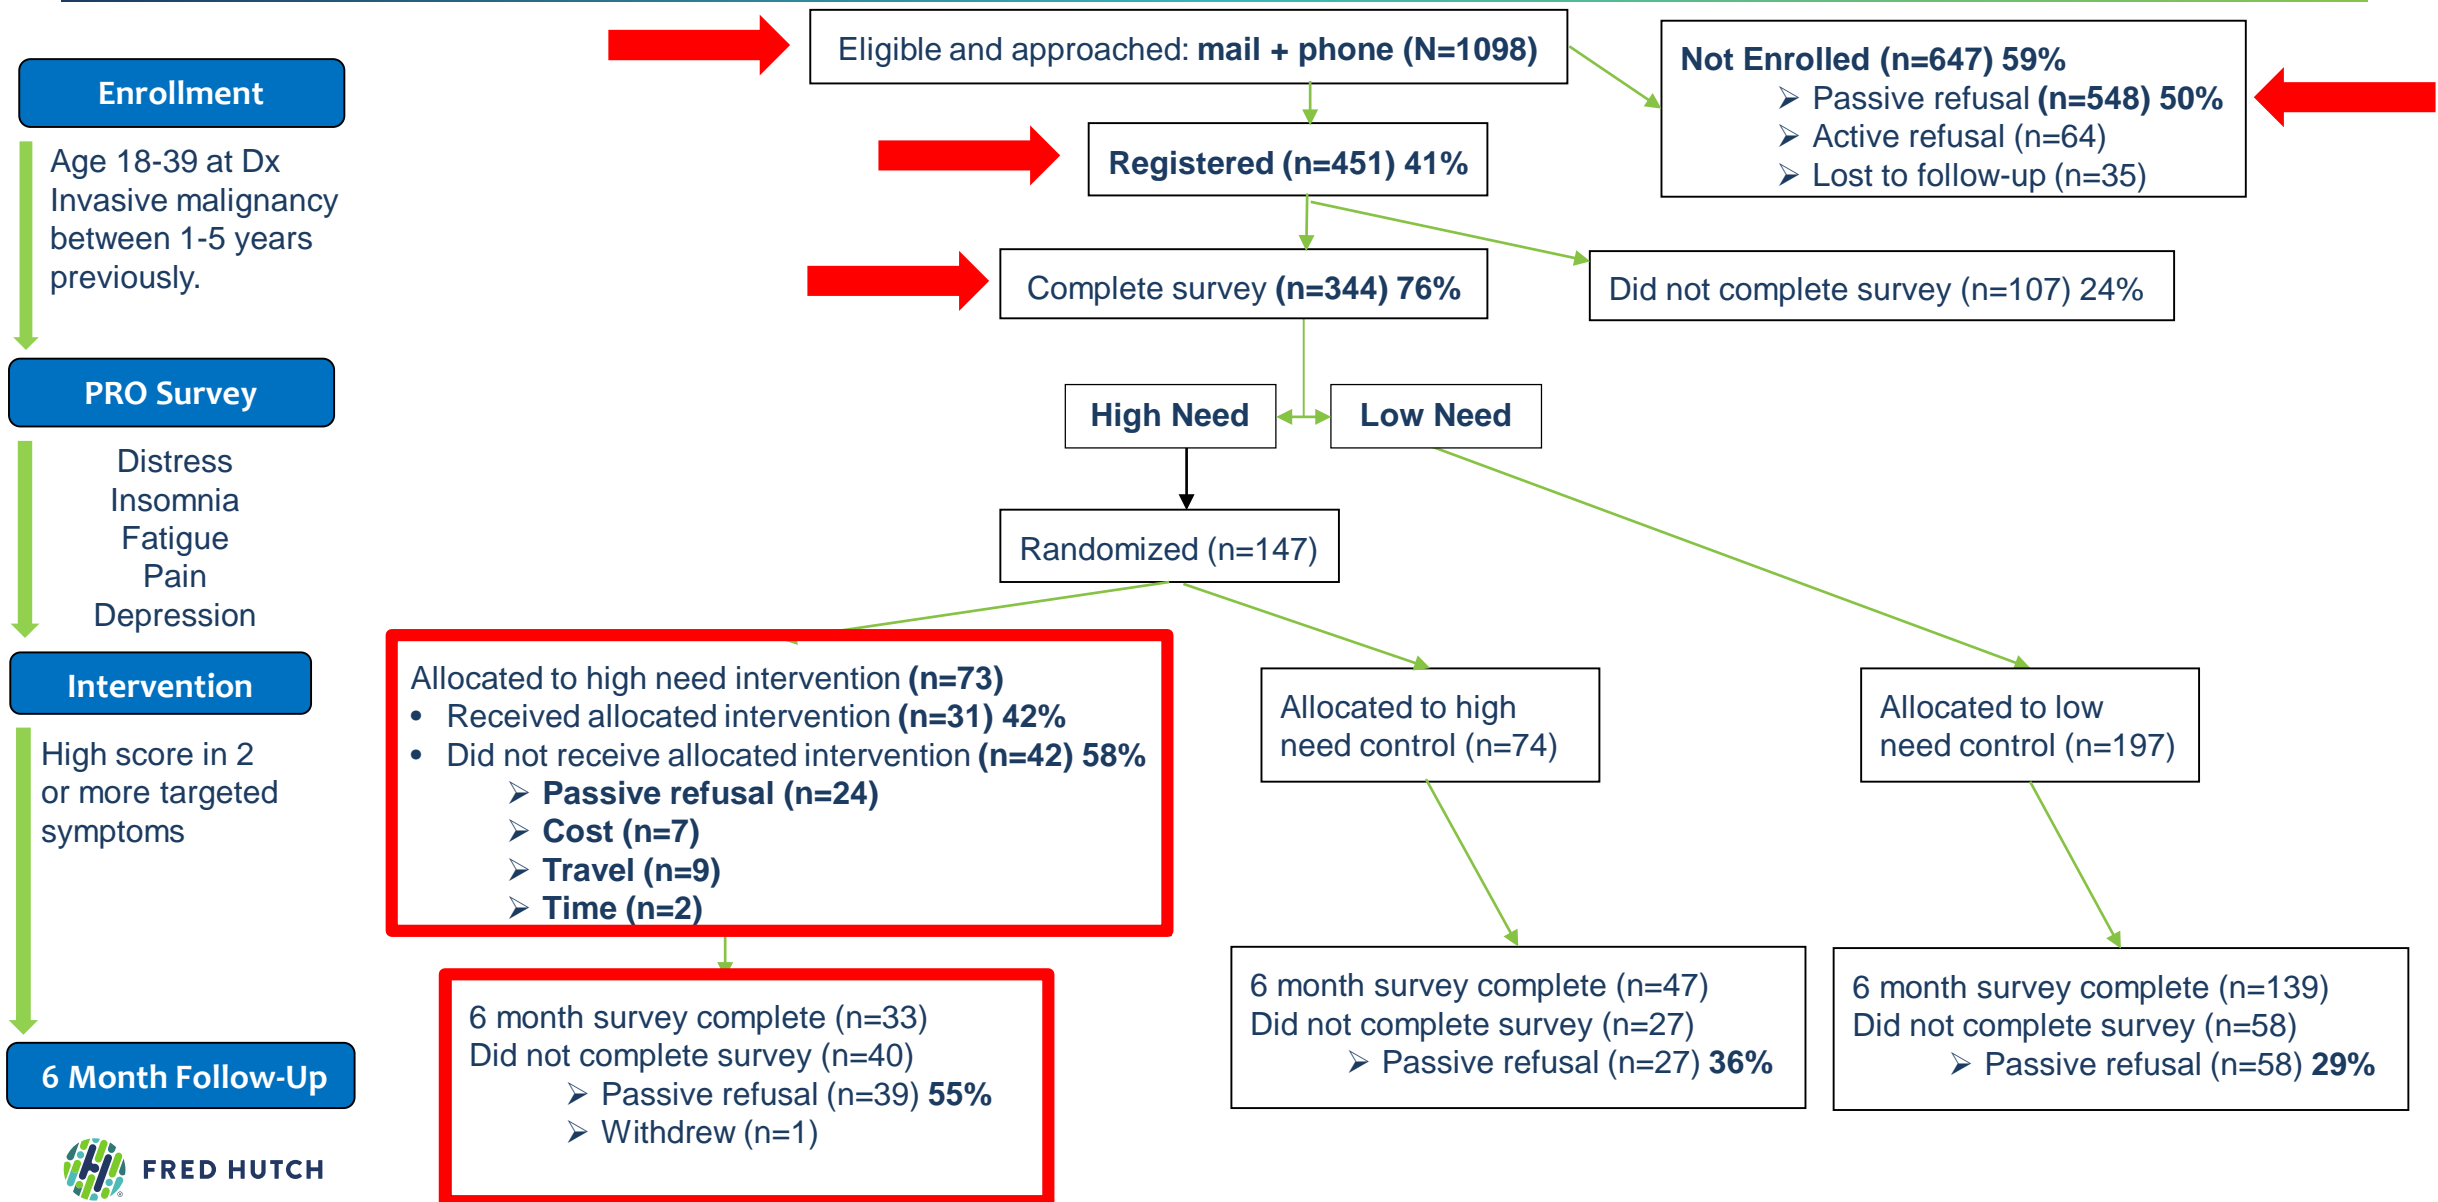 Eligible and approached: mail + phone (N=1098)
Not Enrolled (n=647) 59%
➢ Passive refusal (n=548) 50%
➢ Active refusal (n=64)
➢ Lost to follow-up (n=35)
Enrollment
Registered (n=451) 41%
Age 18-39 at Dx
Invasive malignancy
between 1-5 years
previously.
Complete survey (n=344) 76%
Did not complete survey (n=107) 24%
PRO Survey
High Need
Low Need
Distress
Insomnia
Fatigue
Pain
Depression
Randomized (n=147)
Intervention
Allocated to high need intervention (n=73)
• Received allocated intervention (n=31) 42%
• Did not receive allocated intervention (n=42) 58%
➢ Passive refusal (n=24)
➢ Cost (n=7)
➢ Travel (n=9)
➢ Time (n=2)
Allocated to high
need control (n=74)
Allocated to low
need control (n=197)
High score in 2
or more targeted
symptoms
6 month survey complete (n=33)
Did not complete survey (n=40)
➢ Passive refusal (n=39) 55%
➢ Withdrew (n=1)
6 month survey complete (n=47)
Did not complete survey (n=27)
➢ Passive refusal (n=27) 36%
6 month survey complete (n=139)
Did not complete survey (n=58)
➢ Passive refusal (n=58) 29%
6 Month Follow-Up
FRED HUTCH